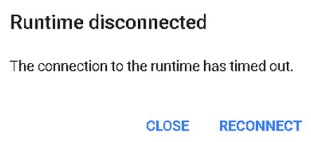 Runtime disconnected
The connection to the runtime has timed out.
CLOSE RECONNECT